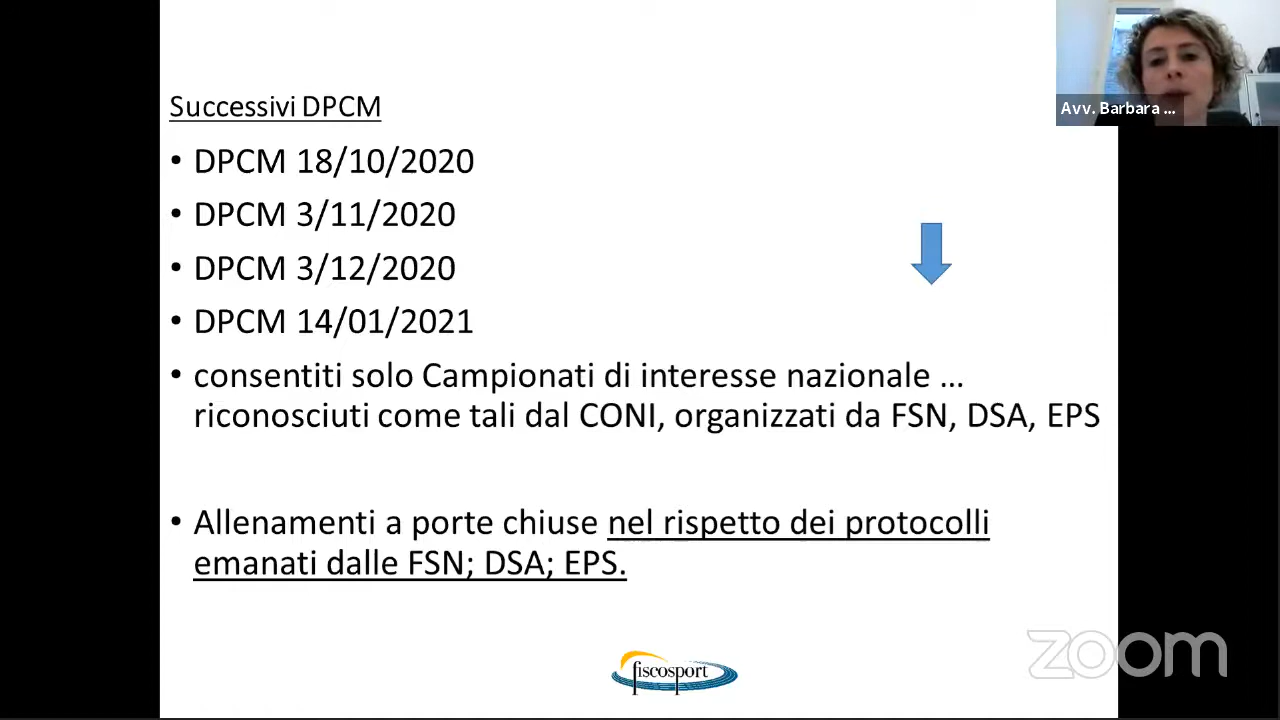 Successivi DPCM
• DPCM 18/10/2020
• DPCM 3/11/2020
• DPCM 3/12/2020
• DPCM 14/01/2021
• consentiti solo Campionati di interesse nazionale …
riconosciuti come tali dal CONI, organizzati da FSN, DSA, EPS
• Allenamenti a porte chiuse nel rispetto dei protocolli
emanati dalle FSN; DSA; EPS.
Avv. Barbara ...
fiscosport
zoom